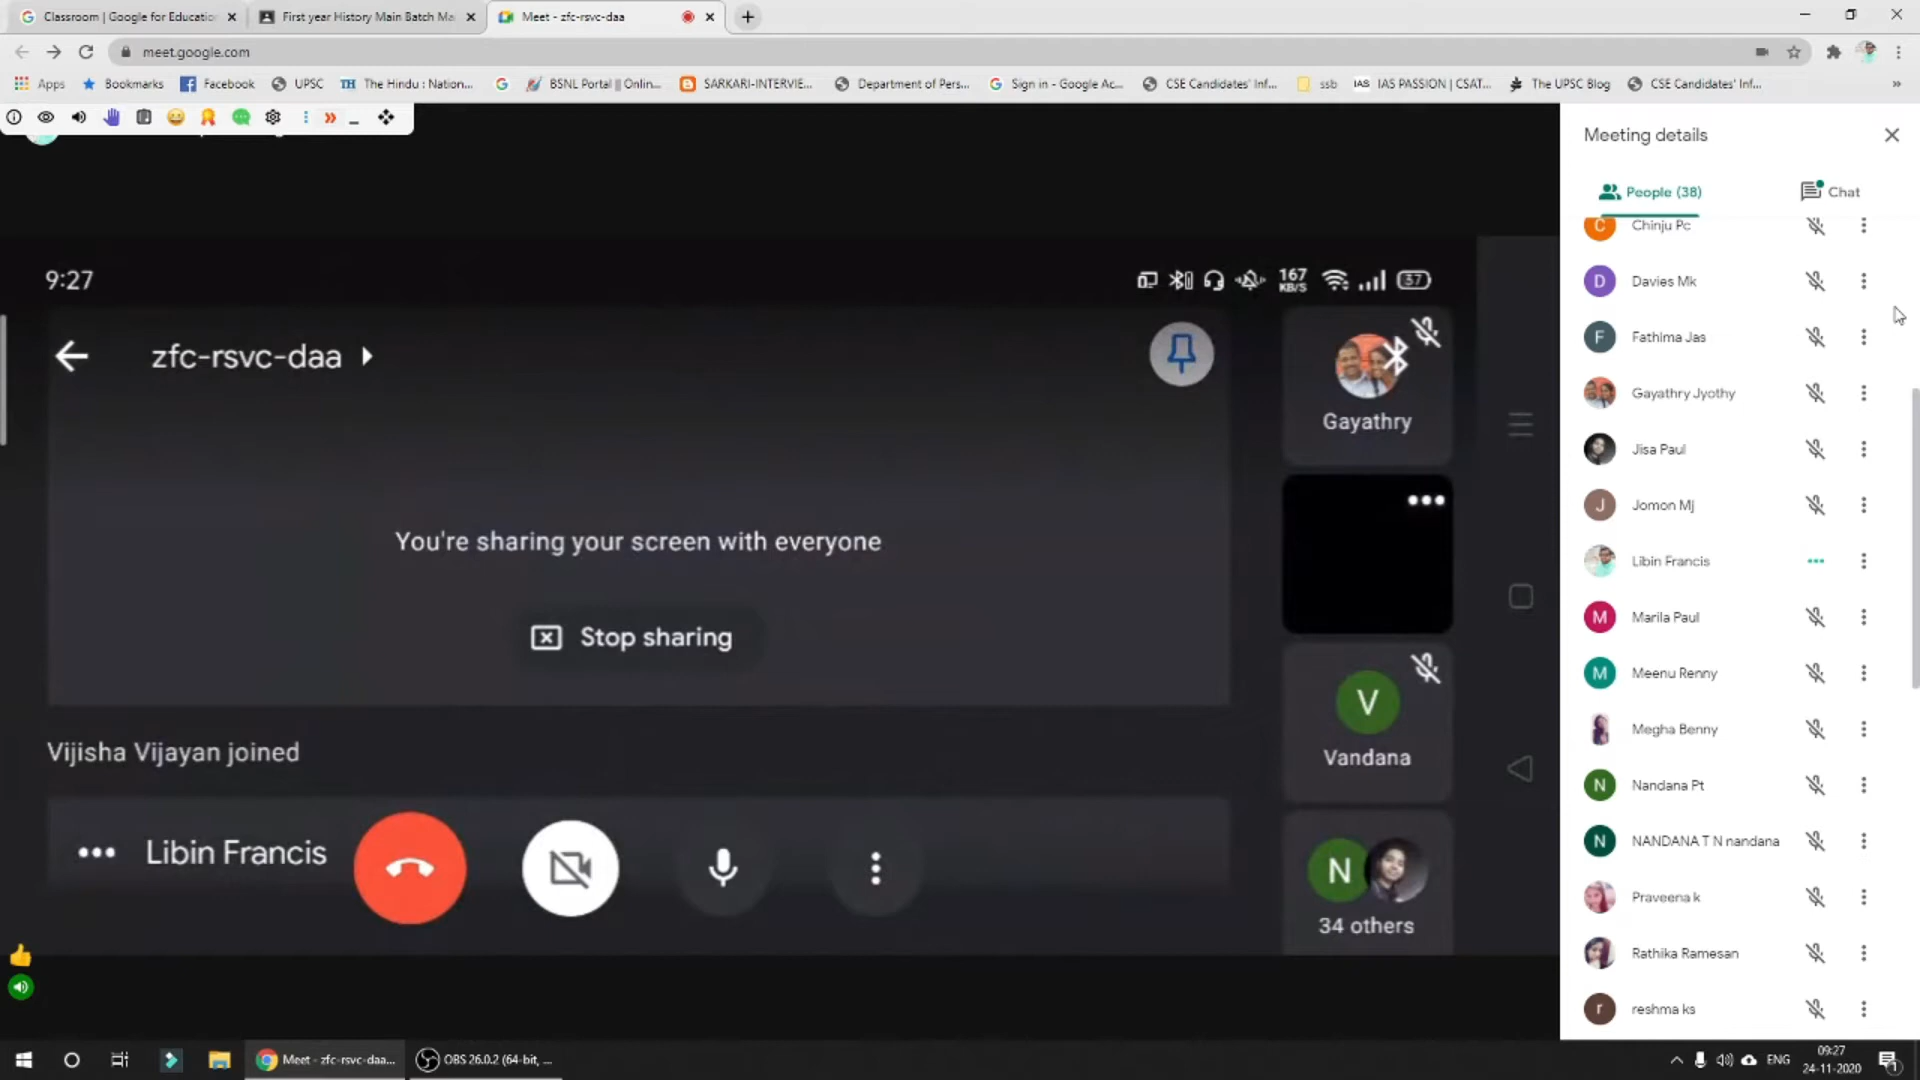 Classroom | Google for Educatio
First year History Main Batch Ma
Meet - zfc-rsvc-daa
meet.google.com
Apps
Bookmarks
Facebook
UPSC
TH The Hindu : Nation...
BSNL Portal || Onlin...
SARKARI-INTERVIE...
Department of Pers...
Sign in - Google Ac...
CSE Candidates' Inf...
ssb
IAS IAS PASSION | CSAT...
The UPSC Blog
CSE Candidates' Inf...
Meeting details
People (38)
Chat
9:27
167
KB/S
37
zfc-rsvc-daa
You're sharing your screen with everyone
Stop sharing
Vijisha Vijayan joined
Libin Francis
Gayathry
V
Vandana
N
34 others
C Chinju Pc
D Davies Mk
F Fathima Jas
Gayathry Jyothy
Jisa Paul
J Jomon Mj
Libin Francis
M Marila Paul
M Meenu Renny
Megha Benny
N Nandana Pt
N NANDANA T N nandana
Praveena k
Rathika Ramesan
r reshma ks
Meet - zfc-rsvc-daa...
OBS 26.0.2 (64-bit, ...
ENG
09:27
24-11-2020
1